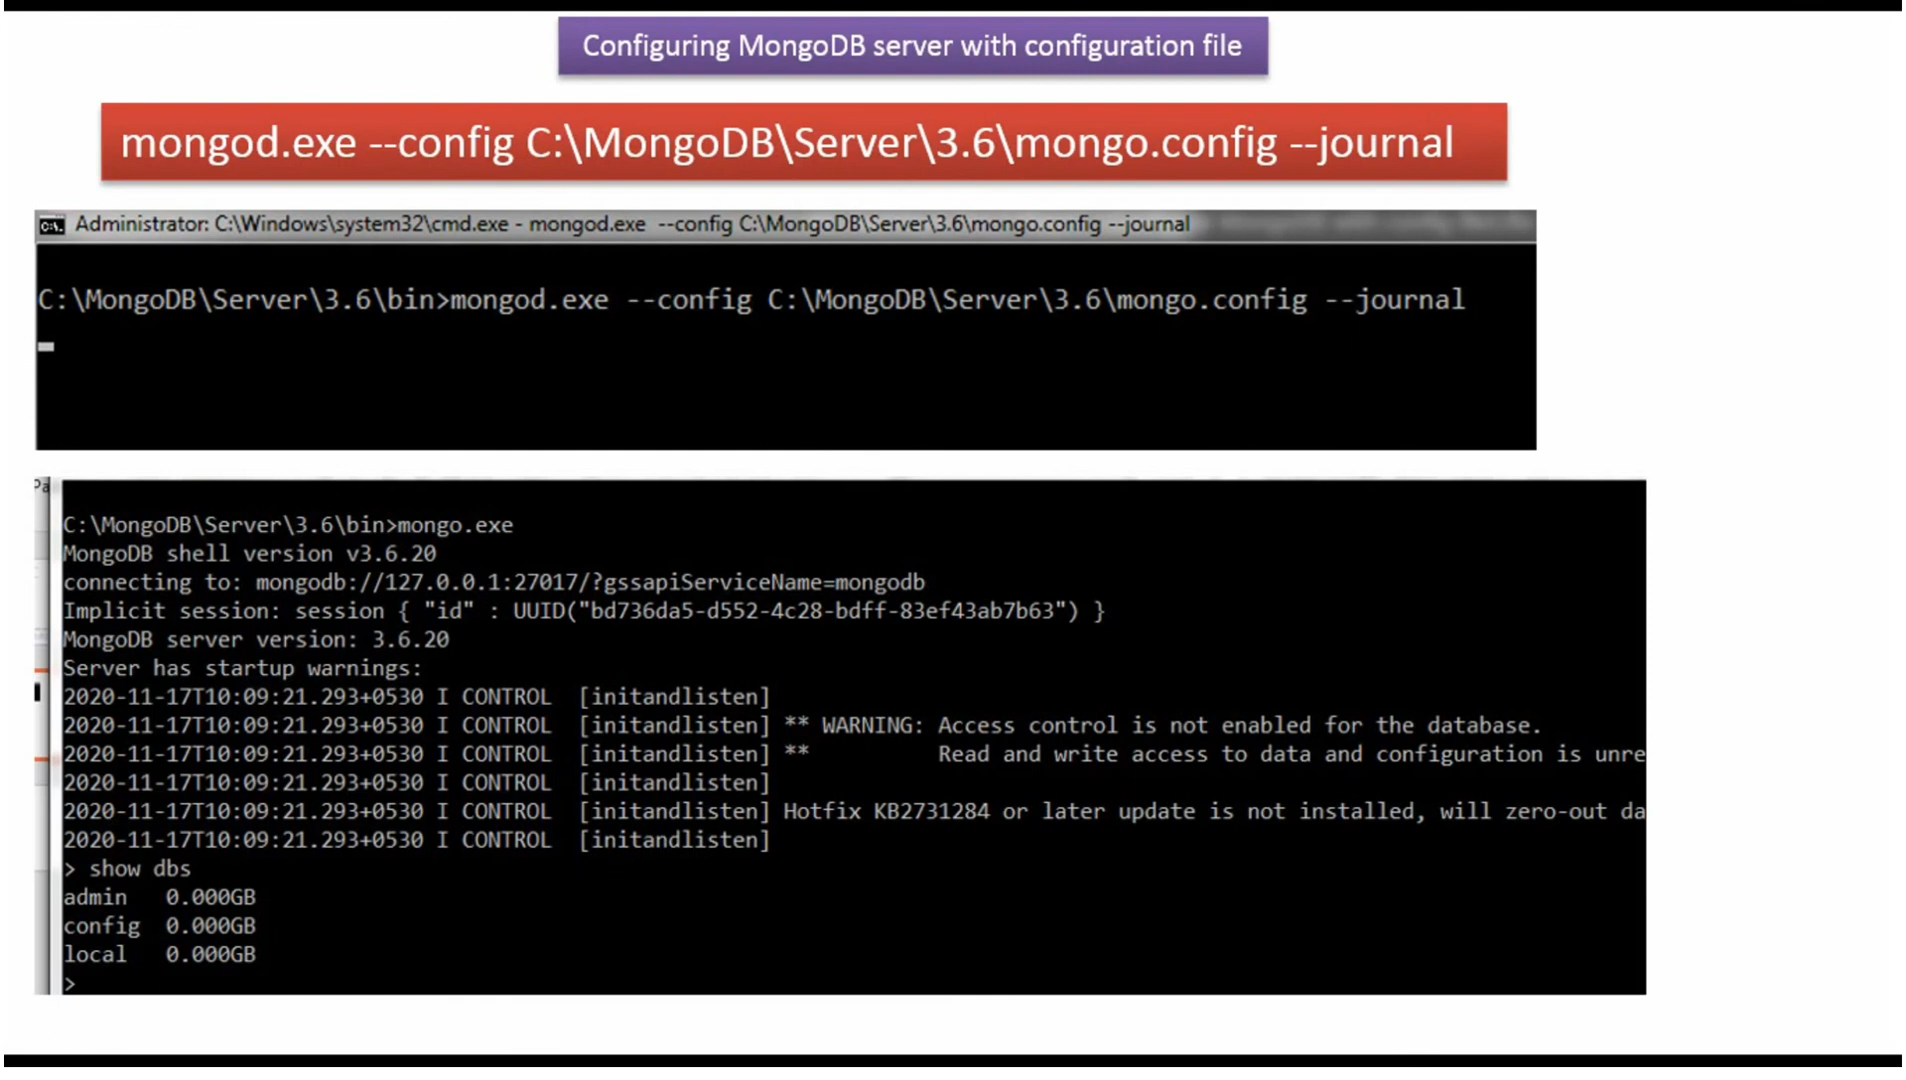 Configuring MongoDB server with configuration file
mongod.exe --config C:\MongoDB\Server\3.6\mongo.config --journal
Administrator: C:\Windows\system32\cmd.exe - mongod.exe  --config C:\MongoDB\Server\3.6\mongo.config --journal
C:\MongoDB\Server\3.6\bin>mongod.exe --config C:\MongoDB\Server\3.6\mongo.config --journal
Pa
C:\MongoDB\Server\3.6\bin>mongo.exe
MongoDB shell version v3.6.20
connecting to: mongodb://127.0.0.1:27017/?gssapiServiceName=mongodb
Implicit session: session { "id" : UUID("bd736da5-d552-4c28-bdff-83ef43ab7b63") }
MongoDB server version: 3.6.20
Server has startup warnings:
2020-11-17T10:09:21.293+0530 I CONTROL  [initandlisten]
2020-11-17T10:09:21.293+0530 I CONTROL  [initandlisten] ** WARNING: Access control is not enabled for the database.
2020-11-17T10:09:21.293+0530 I CONTROL  [initandlisten] **          Read and write access to data and configuration is unre
2020-11-17T10:09:21.293+0530 I CONTROL  [initandlisten]
2020-11-17T10:09:21.293+0530 I CONTROL  [initandlisten] Hotfix KB2731284 or later update is not installed, will zero-out da
2020-11-17T10:09:21.293+0530 I CONTROL  [initandlisten]
> show dbs
admin   0.000GB
config  0.000GB
local   0.000GB
>